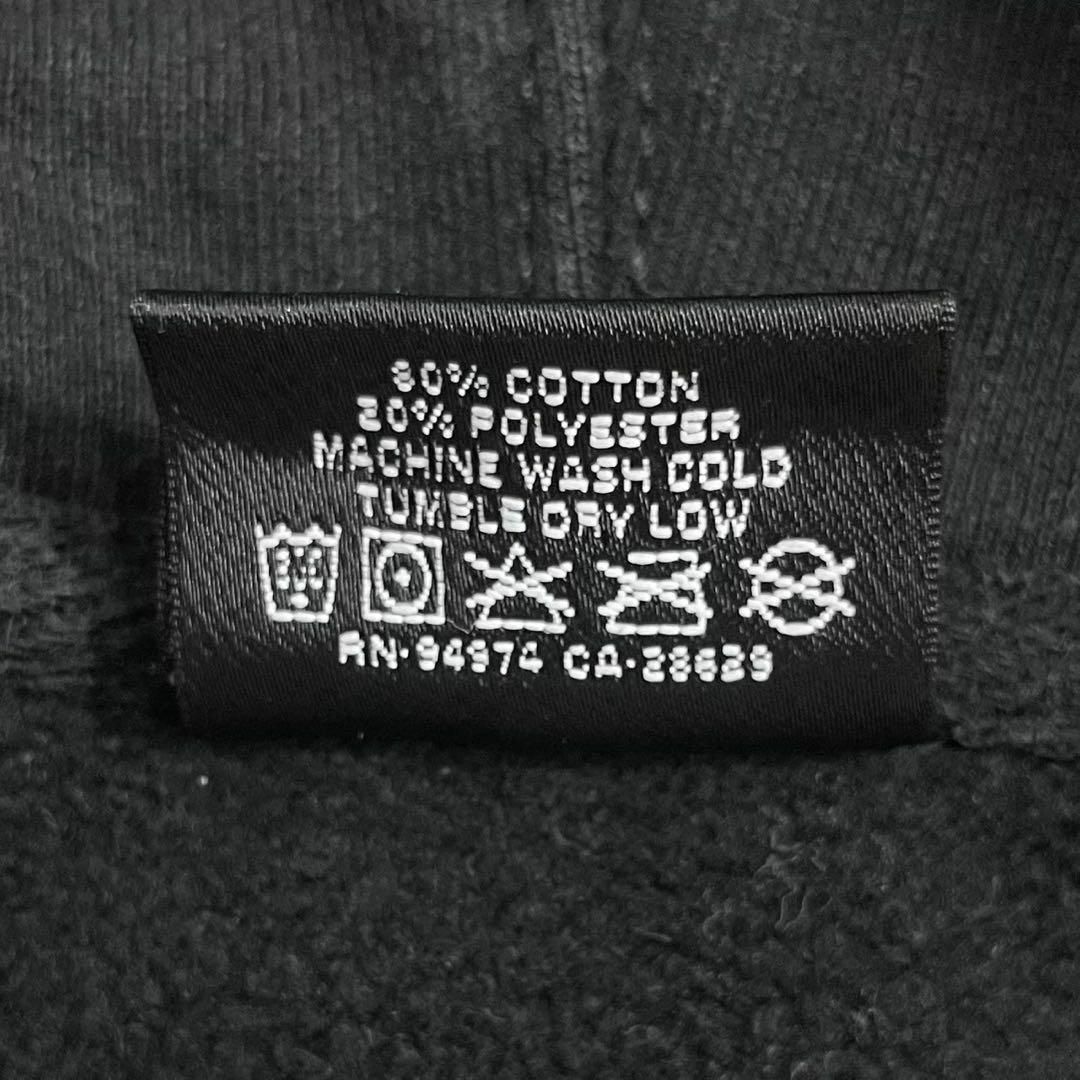 80% COTTON
20% POLYESTER
MACHINE WASH COLD
TUMBLE DRY LOW
RN·94974 CA·28629